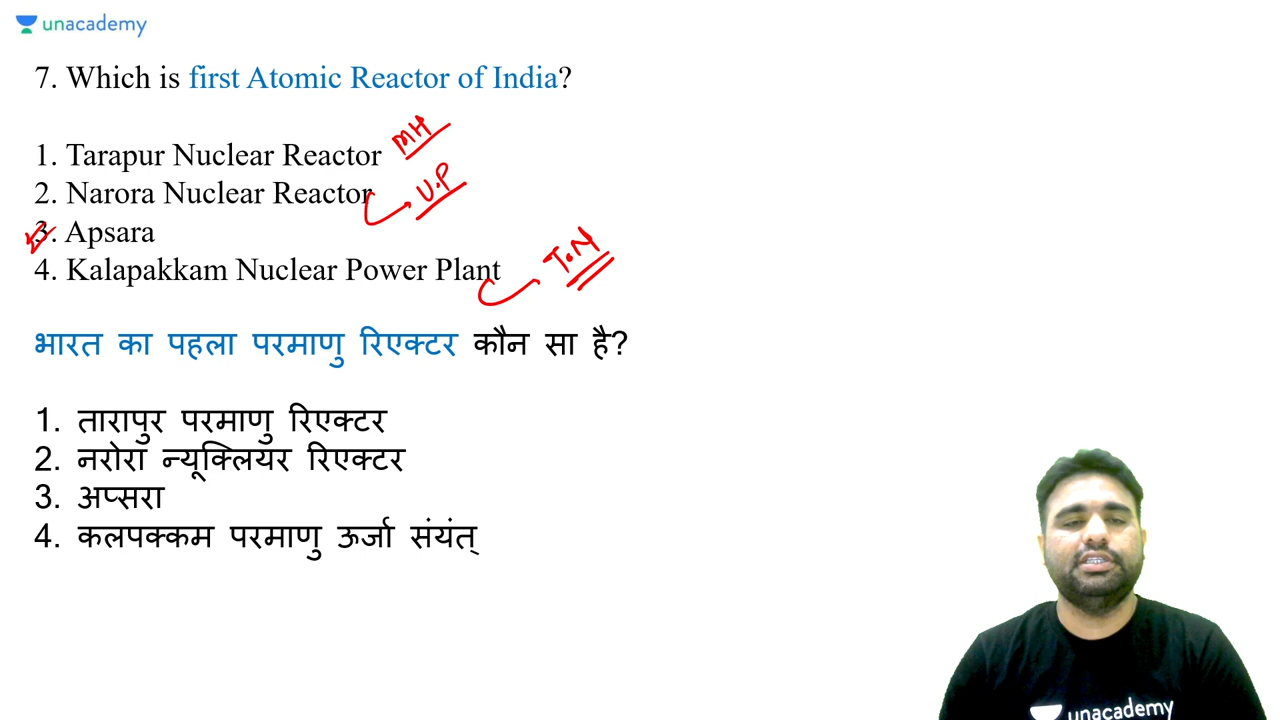 unacademy
7. Which is first Atomic Reactor of India?
1. Tarapur Nuclear Reactor MH
2. Narora Nuclear Reactor U.P
3. Apsara
4. Kalapakkam Nuclear Power Plant T.N
भारत का पहला परमाणु रिएक्टर कौन सा है?
1. तारापुर परमाणु रिएक्टर
2. नरोरा न्यूक्लियर रिएक्टर
3. अप्सरा
4. कलपक्कम परमाणु ऊर्जा संयंत्
unacademy